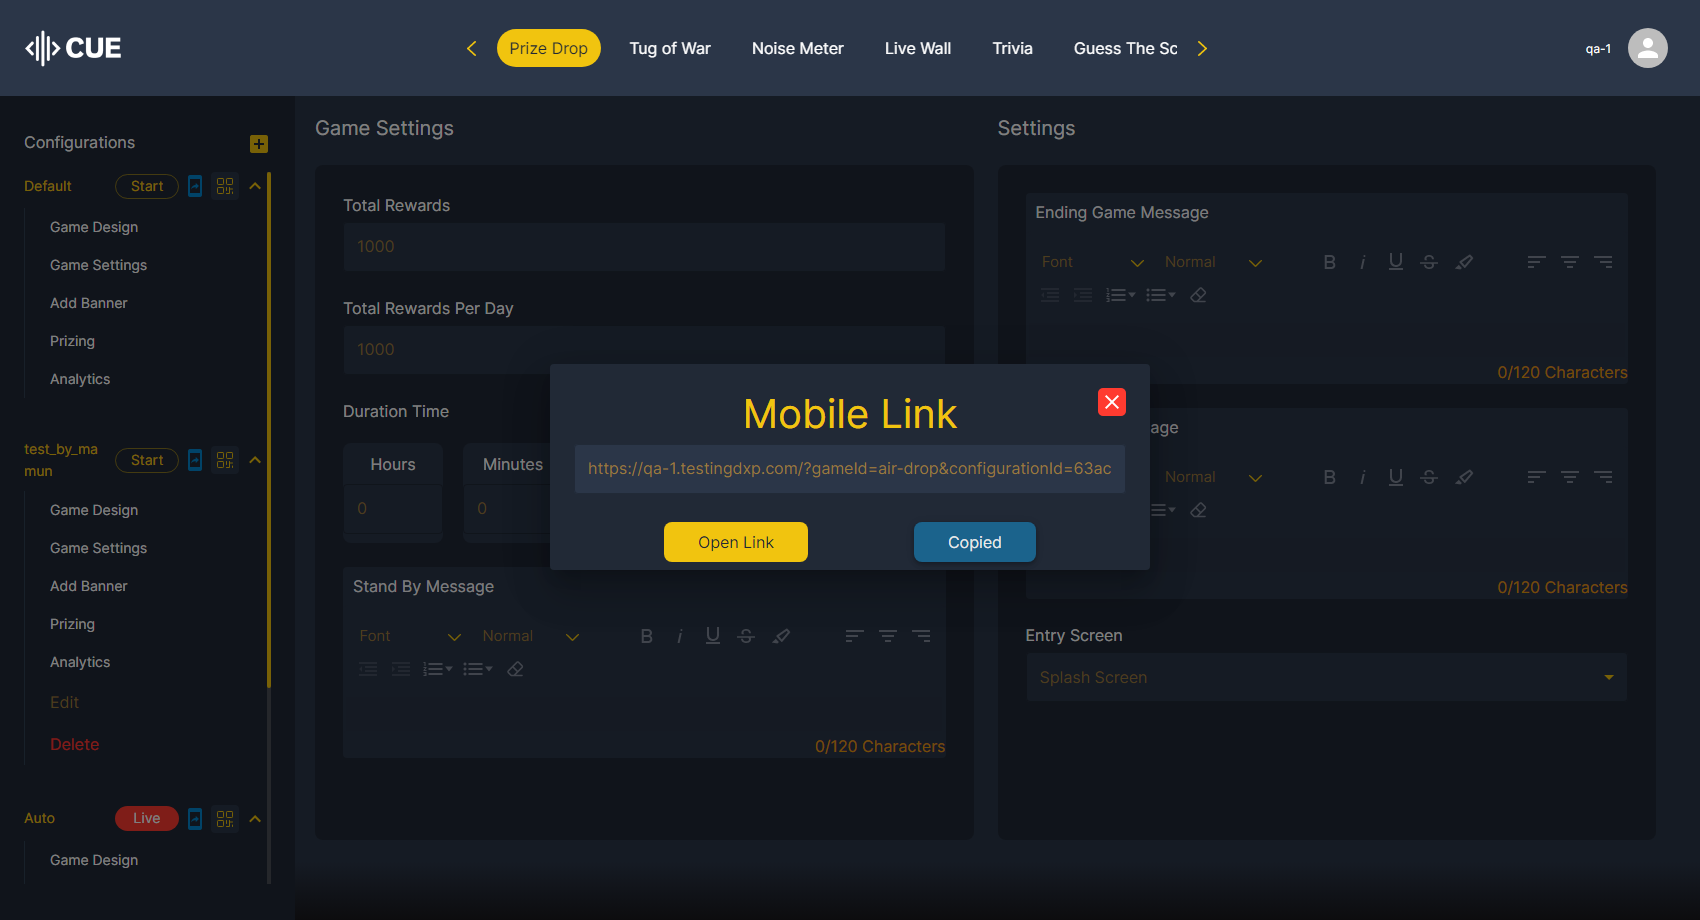 CUE
Prize Drop
Tug of War
Noise Meter
Live Wall
Trivia
Guess The Sc
qa-1
Configurations
Default
Start
Game Design
Game Settings
Add Banner
Prizing
Analytics
test_by_ma
mun
Start
Game Design
Game Settings
Add Banner
Prizing
Analytics
Edit
Delete
Auto
Live
Game Design
Game Settings
Total Rewards
1000
Total Rewards Per Day
1000
Duration Time
Hours
Minutes
0
0
Stand By Message
Font
Normal
B i U S
0/120 Characters
Settings
Ending Game Message
Font
Normal
B i U S
0/120 Characters
age
Normal
B i U S
0/120 Characters
Entry Screen
Splash Screen
Mobile Link
https://qa-1.testingdxp.com/?gameId=air-drop&configurationId=63ac
Open Link
Copied